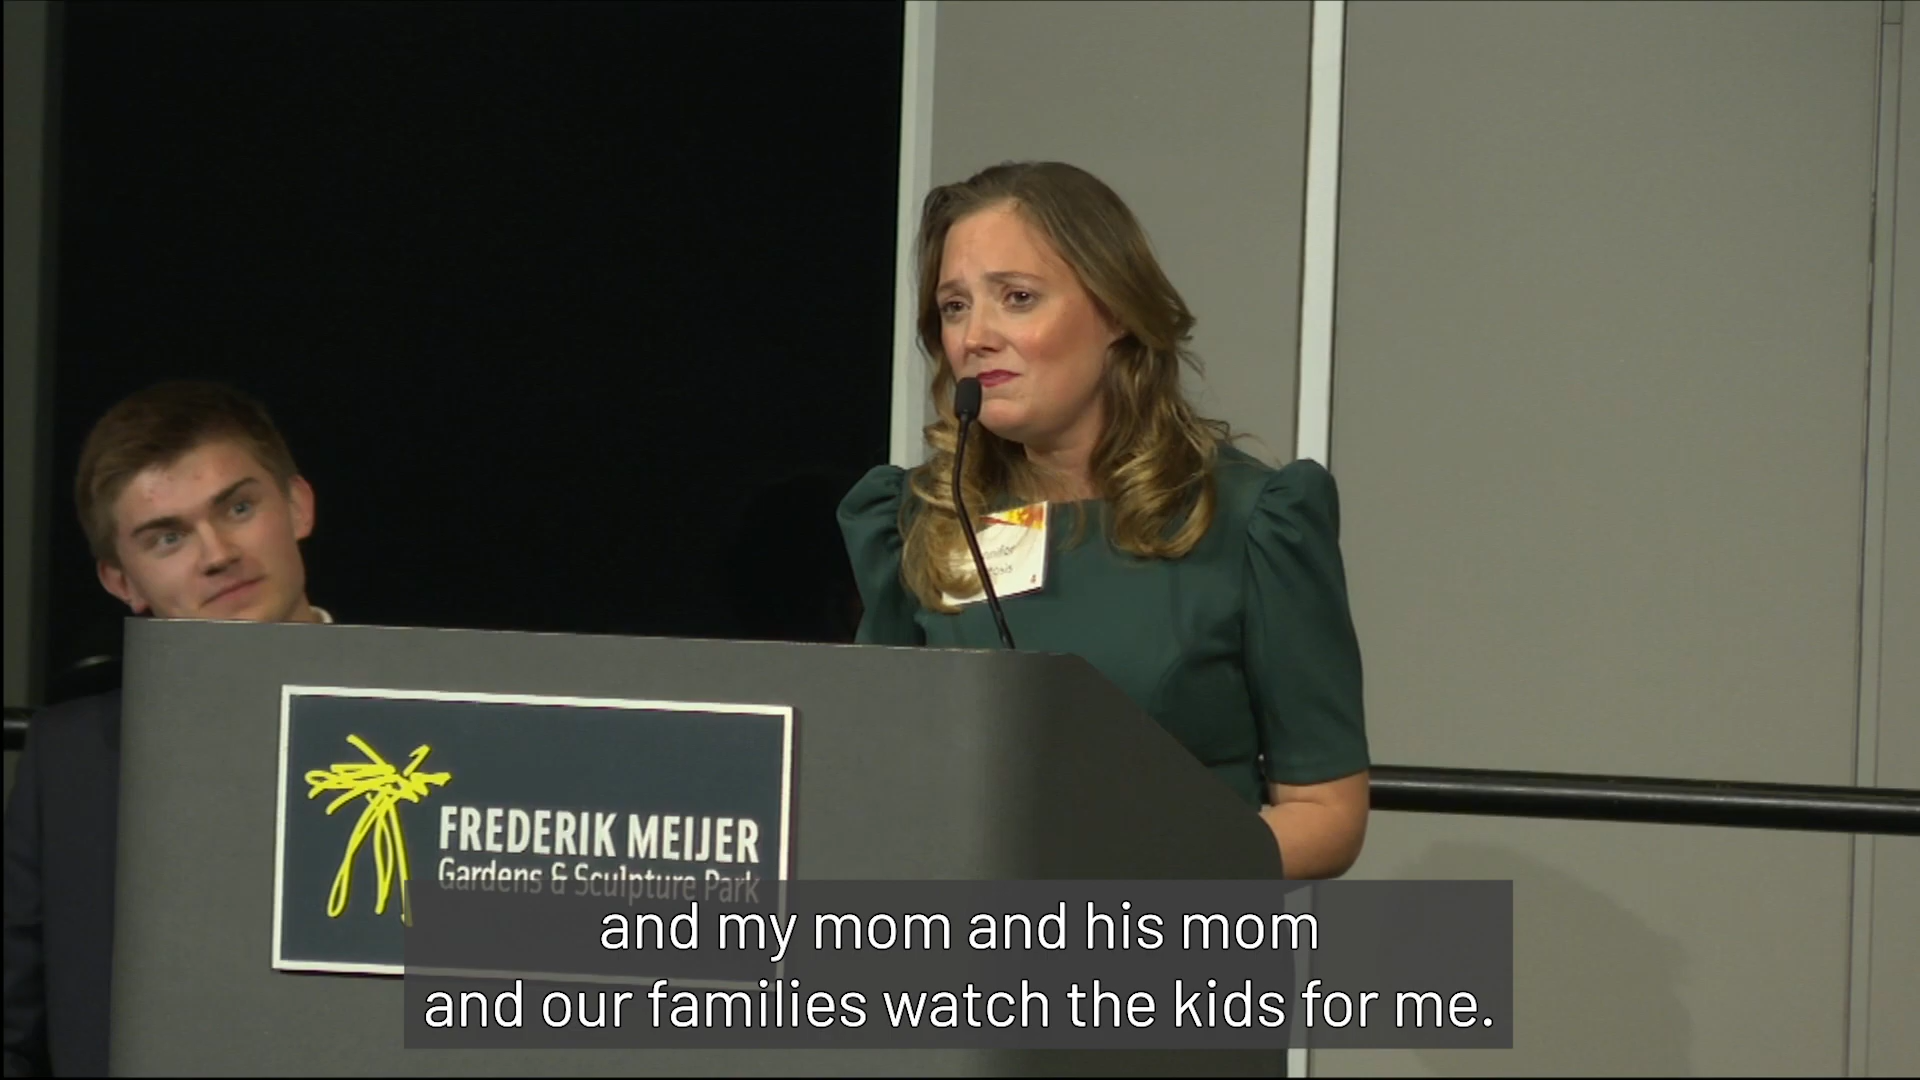 FREDERIK MEIJER
Gardens & Sculpture Park
and my mom and his mom
and our families watch the kids for me.